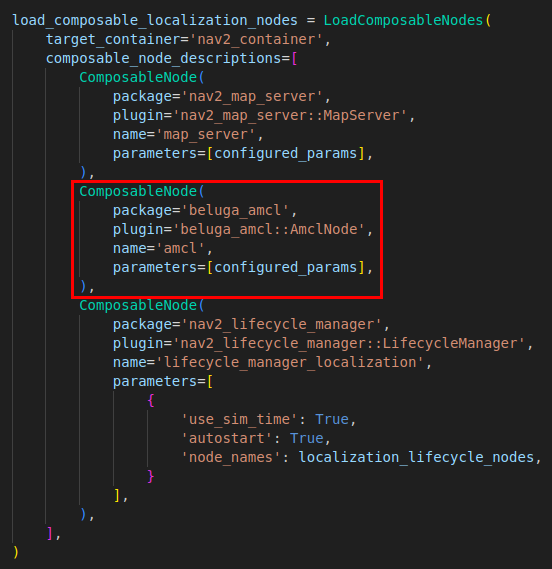 load_composable_localization_nodes = LoadComposableNodes(
    target_container='nav2_container',
    composable_node_descriptions=[
        ComposableNode(
            package='nav2_map_server',
            plugin='nav2_map_server::MapServer',
            name='map_server',
            parameters=[configured_params],
        ),
        ComposableNode(
            package='beluga_amcl',
            plugin='beluga_amcl::AmclNode',
            name='amcl',
            parameters=[configured_params],
        ),
        ComposableNode(
            package='nav2_lifecycle_manager',
            plugin='nav2_lifecycle_manager::LifecycleManager',
            name='lifecycle_manager_localization',
            parameters=[
                {
                    'use_sim_time': True,
                    'autostart': True,
                    'node_names': localization_lifecycle_nodes,
                }
            ],
        ),
    ],
)